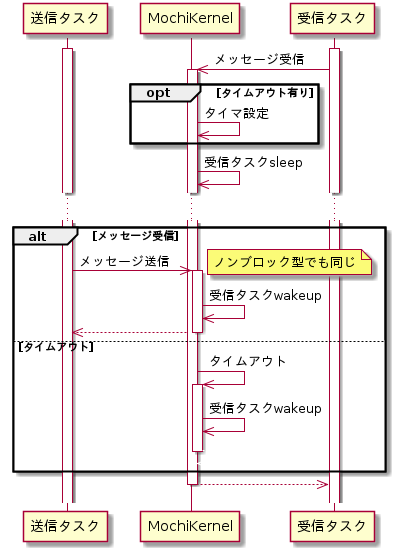 送信タスク MochiKernel 受信タスク
メッセージ受信
opt [タイムアウト有り]
タイマ設定
受信タスクsleep
alt [メッセージ受信]
メッセージ送信 ノンブロック型でも同じ
受信タスクwakeup
[タイムアウト]
タイムアウト
受信タスクwakeup
送信タスク MochiKernel 受信タスク